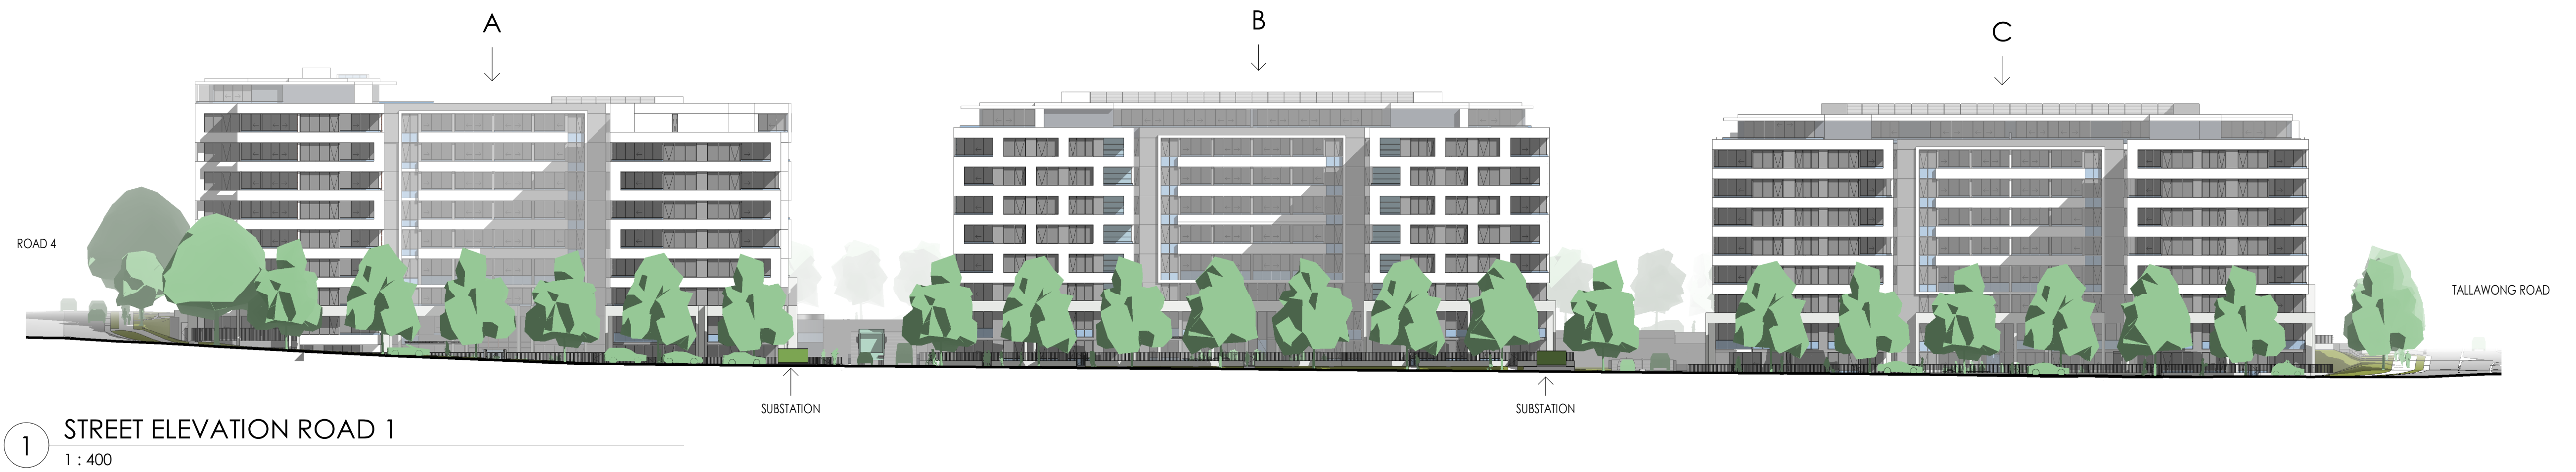 A
B
C
ROAD 4
TALLAWONG ROAD
SUBSTATION
SUBSTATION
1
STREET ELEVATION ROAD 1
1 : 400